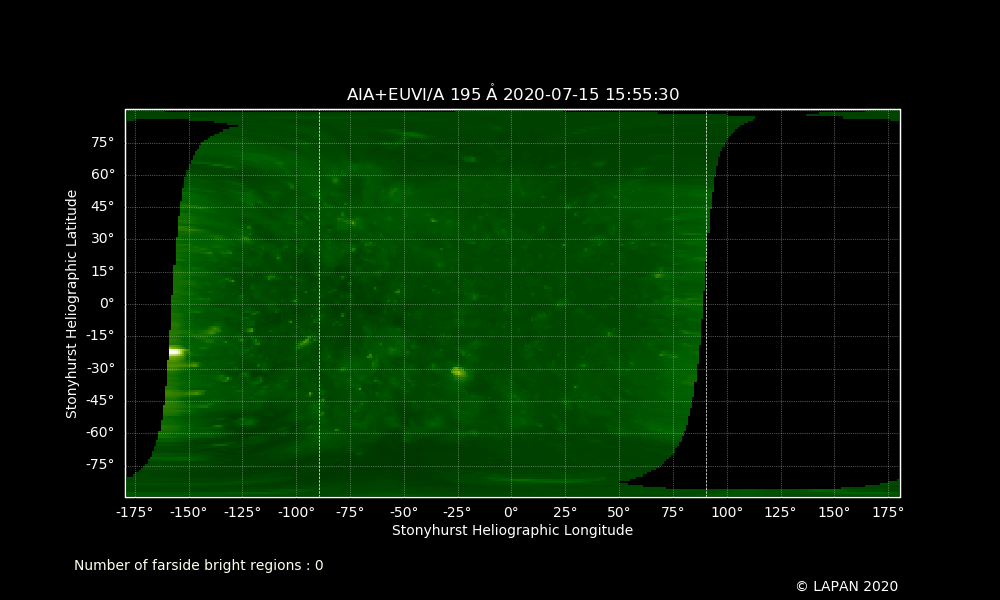 AIA+EUVI/A 195 Å 2020-07-15 15:55:30
75°
60°
45°
30°
15°
0°
-15°
-30°
-45°
-60°
-75°
Stonyhurst Heliographic Latitude
-175° -150° -125° -100° -75° -50° -25° 0° 25° 50° 75° 100° 125° 150° 175°
Stonyhurst Heliographic Longitude
Number of farside bright regions : 0
© LAPAN 2020